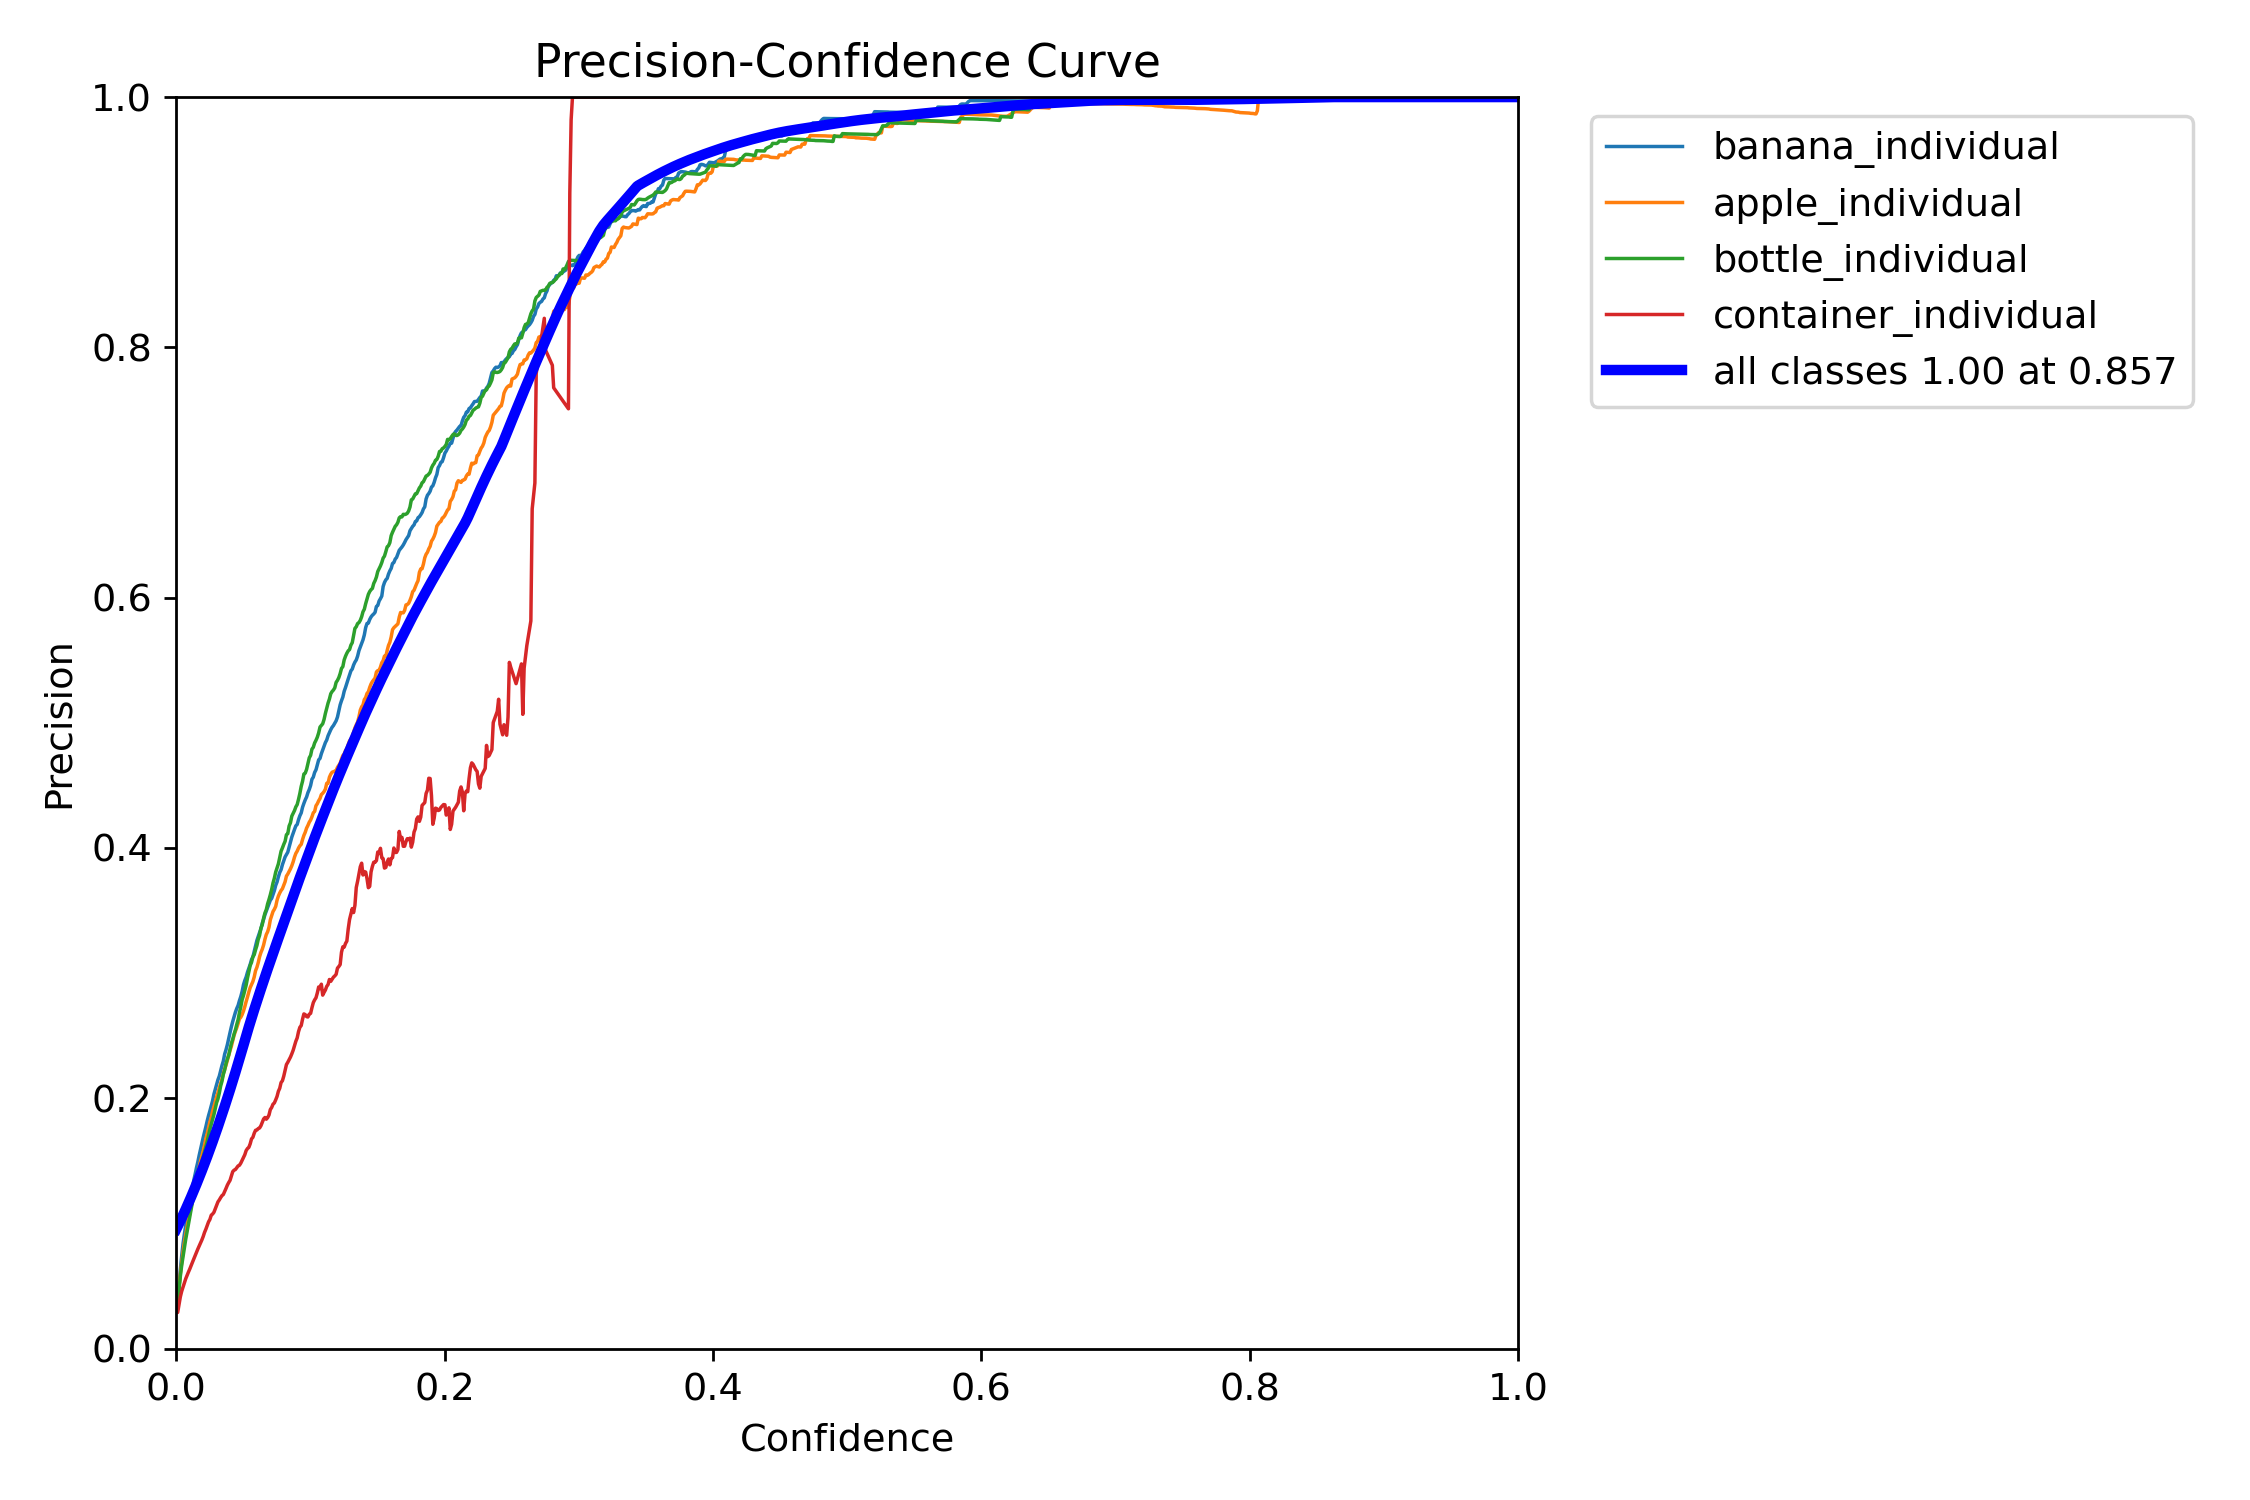 Precision-Confidence Curve
1.0
0.8
0.6
0.4
0.2
0.0
Precision
0.0 0.2 0.4 0.6 0.8 1.0
Confidence
banana_individual
apple_individual
bottle_individual
container_individual
all classes 1.00 at 0.857